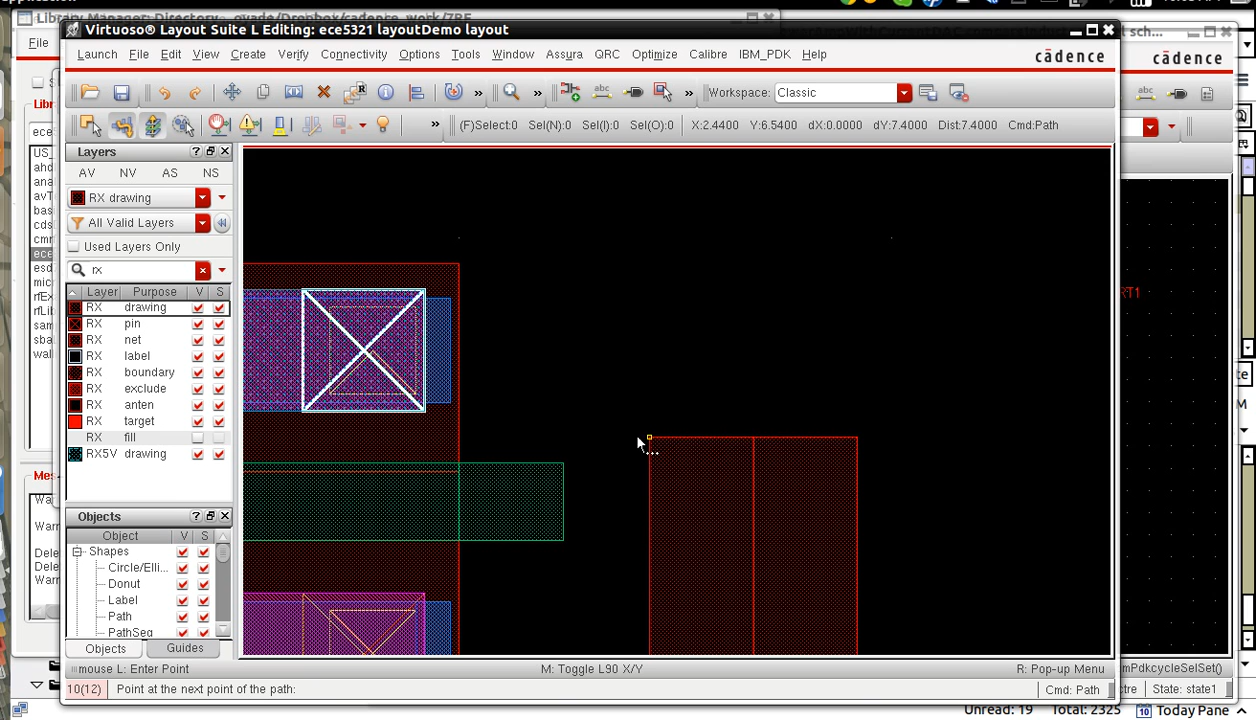 Library Manager: Directory
Virtuoso® Layout Suite L Editing: ece5321 layoutDemo layout
File
Launch File Edit View Create Verify Connectivity Options Tools Window Assura QRC Optimize Calibre IBM_PDK Help
cādence
cādence
Workspace: Classic
(F)Select:0 Sel(N):0 Sel(I):0 Sel(O):0 X:2.4400 Y:6.5400 dX:0.0000 dY:7.4000 Dist:7.4000 Cmd:Path
Layers
AV NV AS NS
RX drawing
All Valid Layers
Used Layers Only
rx
Layer Purpose V S
RX drawing
RX pin
RX net
RX label
RX boundary
RX exclude
RX anten
RX target
RX fill
RX5V drawing
Objects
Object V S
Shapes
Circle/Elli...
Donut
Label
Path
PathSeg
Objects Guides
mouse L: Enter Point M: Toggle L90 X/Y R: Pop-up Menu
10(12) Point at the next point of the path: Cmd: Path
mPdkcycleSelSet()
State: state1
Unread: 19 Total: 2325 10 Today Pane